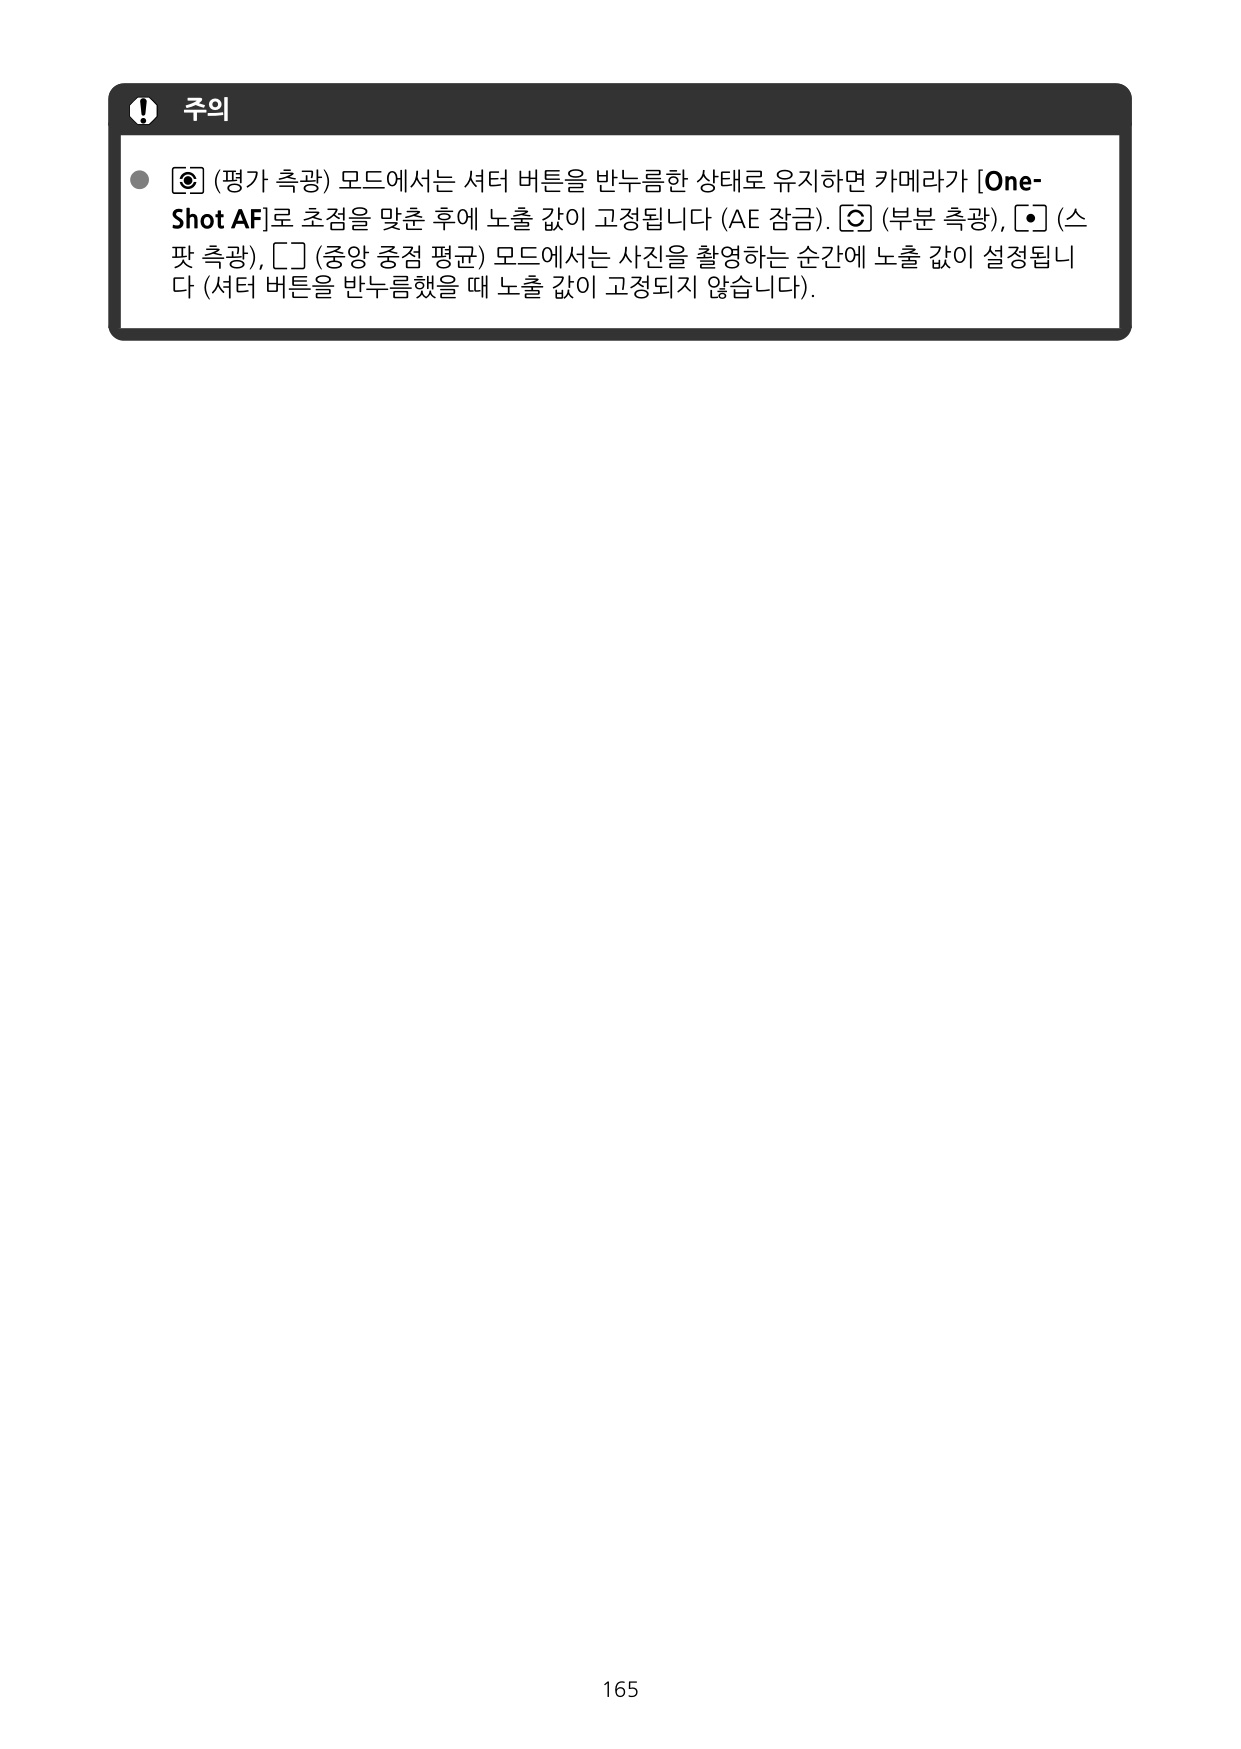 주의
(평가 측광) 모드에서는 셔터 버튼을 반누름한 상태로 유지하면 카메라가 [One-
Shot AF]로 초점을 맞춘 후에 노출 값이 고정됩니다 (AE 잠금). (부분 측광), (스
팟 측광), (중앙 중점 평균) 모드에서는 사진을 촬영하는 순간에 노출 값이 설정됩니
다 (셔터 버튼을 반누름했을 때 노출 값이 고정되지 않습니다).
165